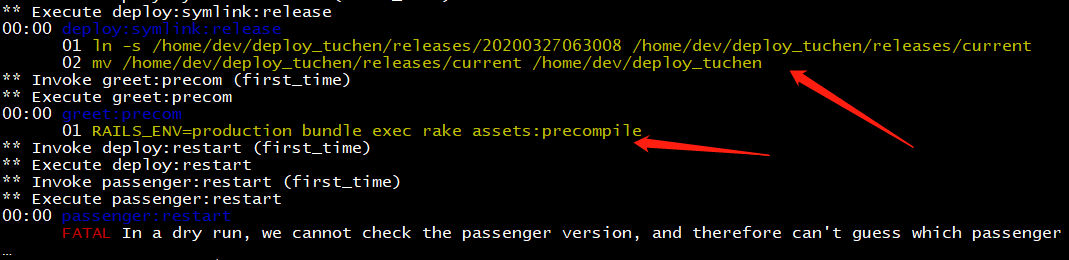 ** Execute deploy:symlink:release
00:00 deploy:symlink:release
01 ln -s /home/dev/deploy_tuchen/releases/20200327063008 /home/dev/deploy_tuchen/releases/current
02 mv /home/dev/deploy_tuchen/releases/current /home/dev/deploy_tuchen
** Invoke greet:precom (first_time)
** Execute greet:precom
00:00 greet:precom
01 RAILS_ENV=production bundle exec rake assets:precompile
** Invoke deploy:restart (first_time)
** Execute deploy:restart
** Invoke passenger:restart (first_time)
** Execute passenger:restart
00:00 passenger:restart
FATAL In a dry run, we cannot check the passenger version, and therefore can't guess which passenger
…